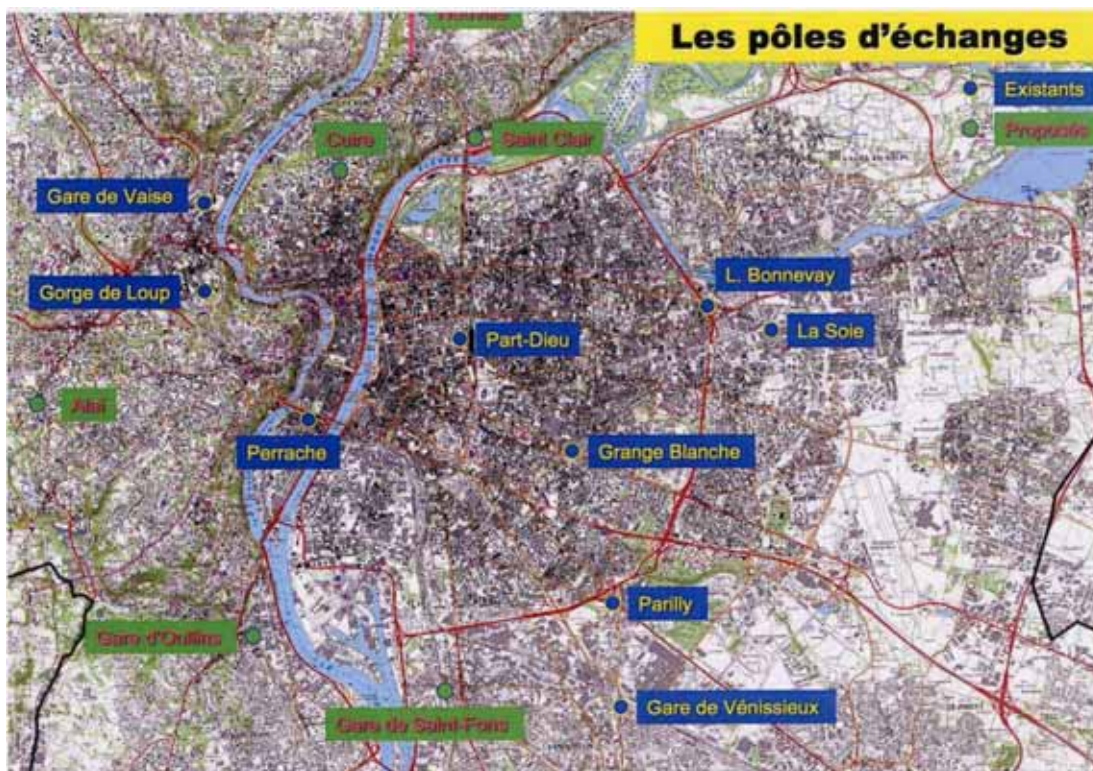 Les pôles d'échanges
Existants
Proposés
Cuire
Saint Clair
Gare de Vaise
Gorge de Loup
L. Bonnevay
La Soie
Part-Dieu
Alaï
Perrache
Grange Blanche
Parilly
Gare d'Oullins
Gare de Saint-Fons
Gare de Vénissieux